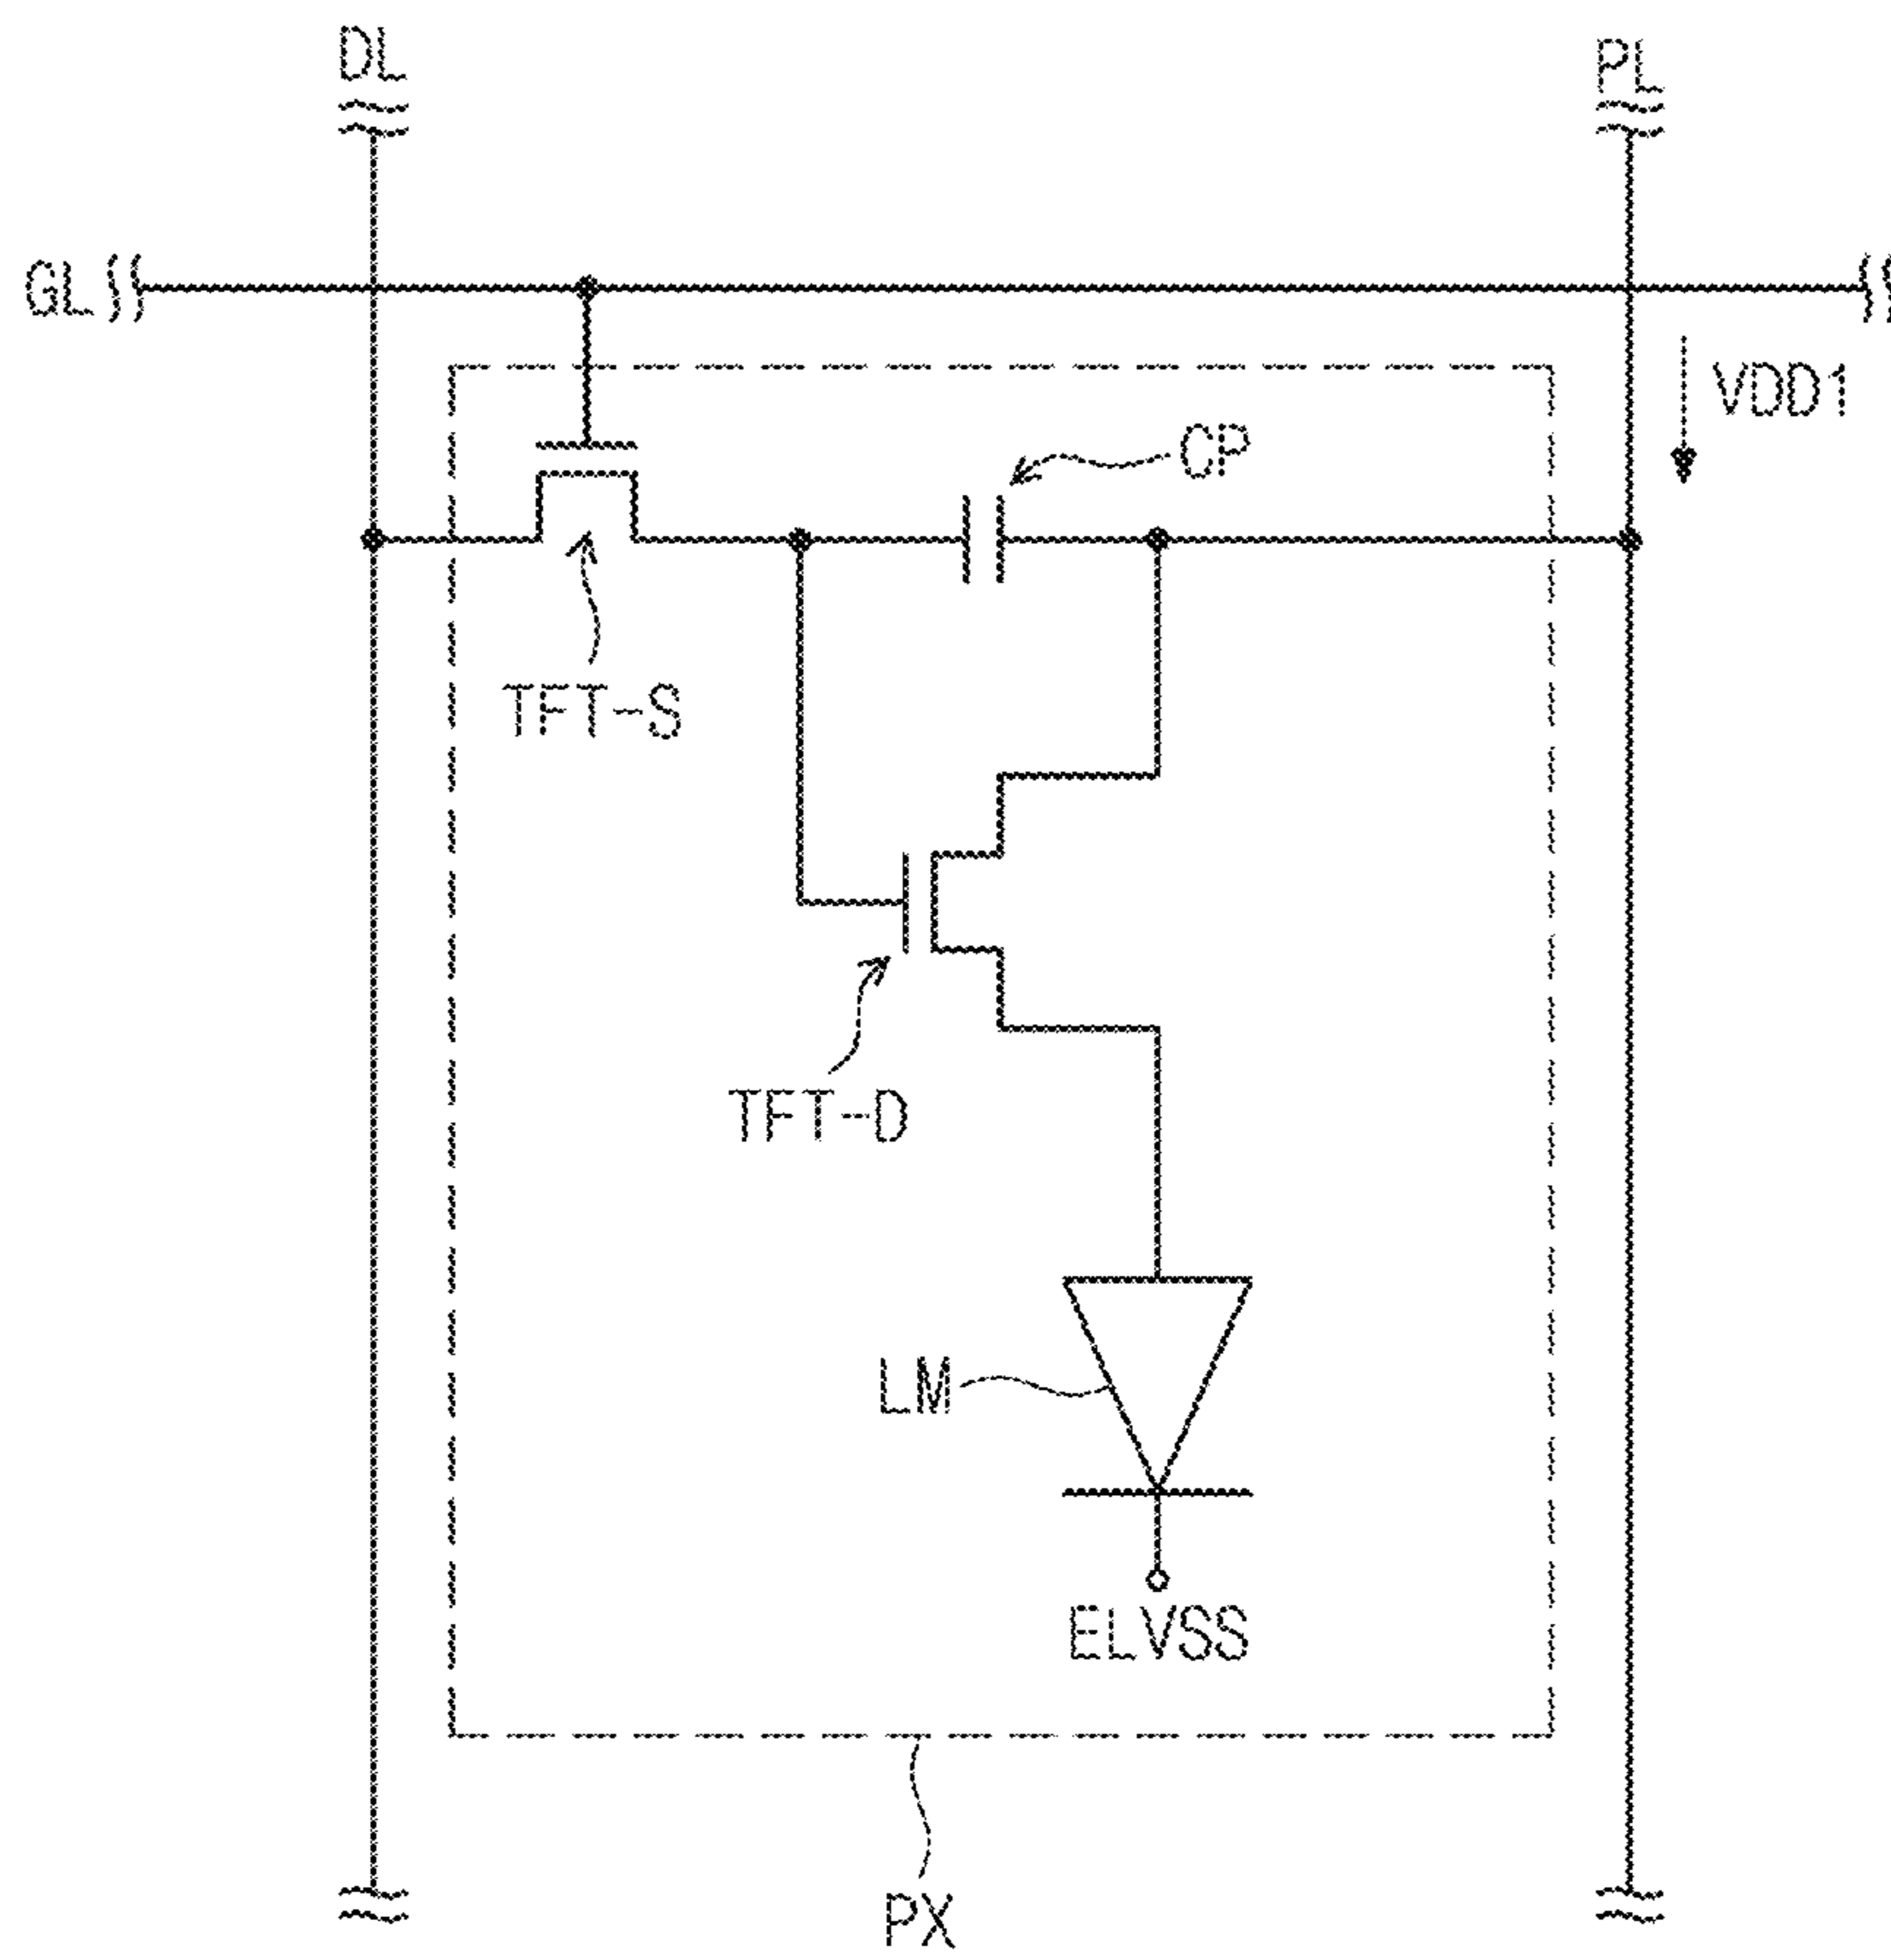 DL
PL
GL
VDD1
CP
TFT-S
TFT-D
LM
ELVSS
PX